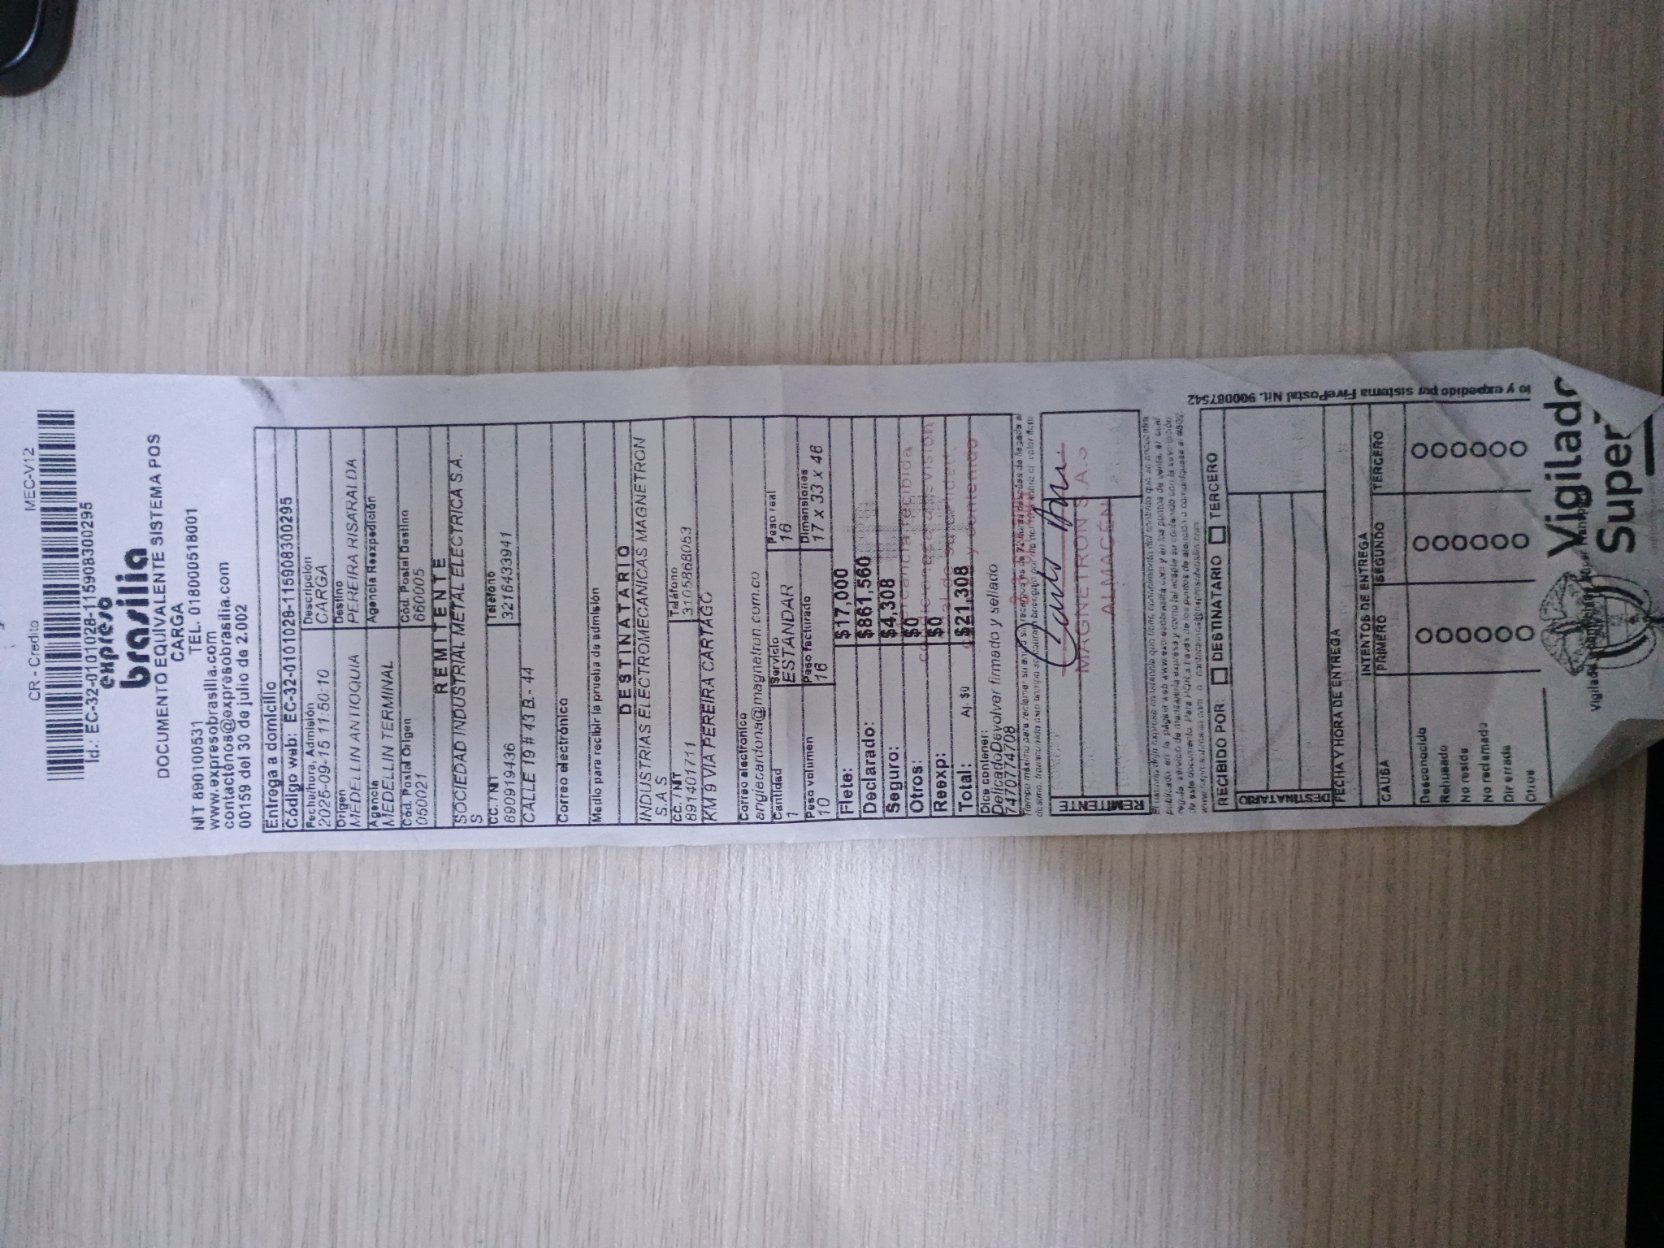 CR - Credito MEC-V12
Id.: EC-32-0101028-115908300295
expreso
brasilia
DOCUMENTO EQUIVALENTE SISTEMA POS
CARGA
NIT 890100531 TEL. 018000518001
www.expresobrasilia.com
contactenos@expresobrasilia.com
00159 del 30 de julio de 2.002
Entrega a domicilio
Código web: EC-32-0101028-115908300295
Fecha/hora. Admisión Descripción
2025-09-15 11:50:10 CARGA
Origen Destino
MEDELLIN ANTIOQUIA PEREIRA RISARALDA
Agencia Agencia Reexpedición
MEDELLIN TERMINAL
Cód. Postal Origen Cód. Postal Destino
050021 660005
REMITENTE
SOCIEDAD INDUSTRIAL METAL ELECTRICA S.A.
S
CC. / NIT Teléfono
890919436 3216433941
CALLE 19 # 43 B.- 44
Correo electrónico
Medio para recibir la prueba de admisión
DESTINATARIO
INDUSTRIAS ELECTROMECANICAS MAGNETRON
S.A.S
CC. / NIT Teléfono
891401711 3105868053
KM 9 VIA PEREIRA CARTAGO
Correo electrónico
angiecardona@magnetron.com.co
Cantidad Servicio Peso real
1 ESTANDAR 16
Peso volumen Peso facturado Dimensiones
10 16 17 x 33 x 46
Flete: $17,000
Declarado: $861,560
Seguro: $4,308
Otros: $0
Reexp: $0
Total: Aj. $0 $21,308
Dice contener:
DelicadoDevolver firmado y sellado
7470774708
MAGNETRON S.A.S
ALMACÉN
REMITENTE
RECIBIDO POR: DESTINATARIO TERCERO
DESTINATARIO
FECHA Y HORA DE ENTREGA
INTENTOS DE ENTREGA
CAUSA PRIMERO SEGUNDO TERCERO
Desconocido
Rehusado
No reside
No reclamado
Dir errada
Otros
lo y expedido por sistema FivePostal Nit. 900087542
Vigilado
Super